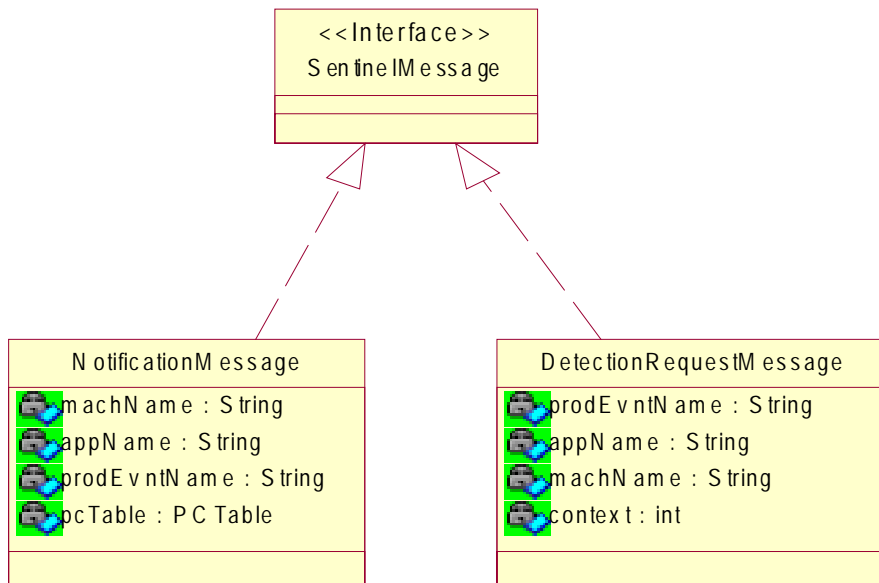 <<Interface>>
SentinelMessage
NotificationMessage
machName : String
appName : String
prodEvntName : String
pcTable : PCTable
DetectionRequestMessage
prodEvntName : String
appName : String
machName : String
context : int